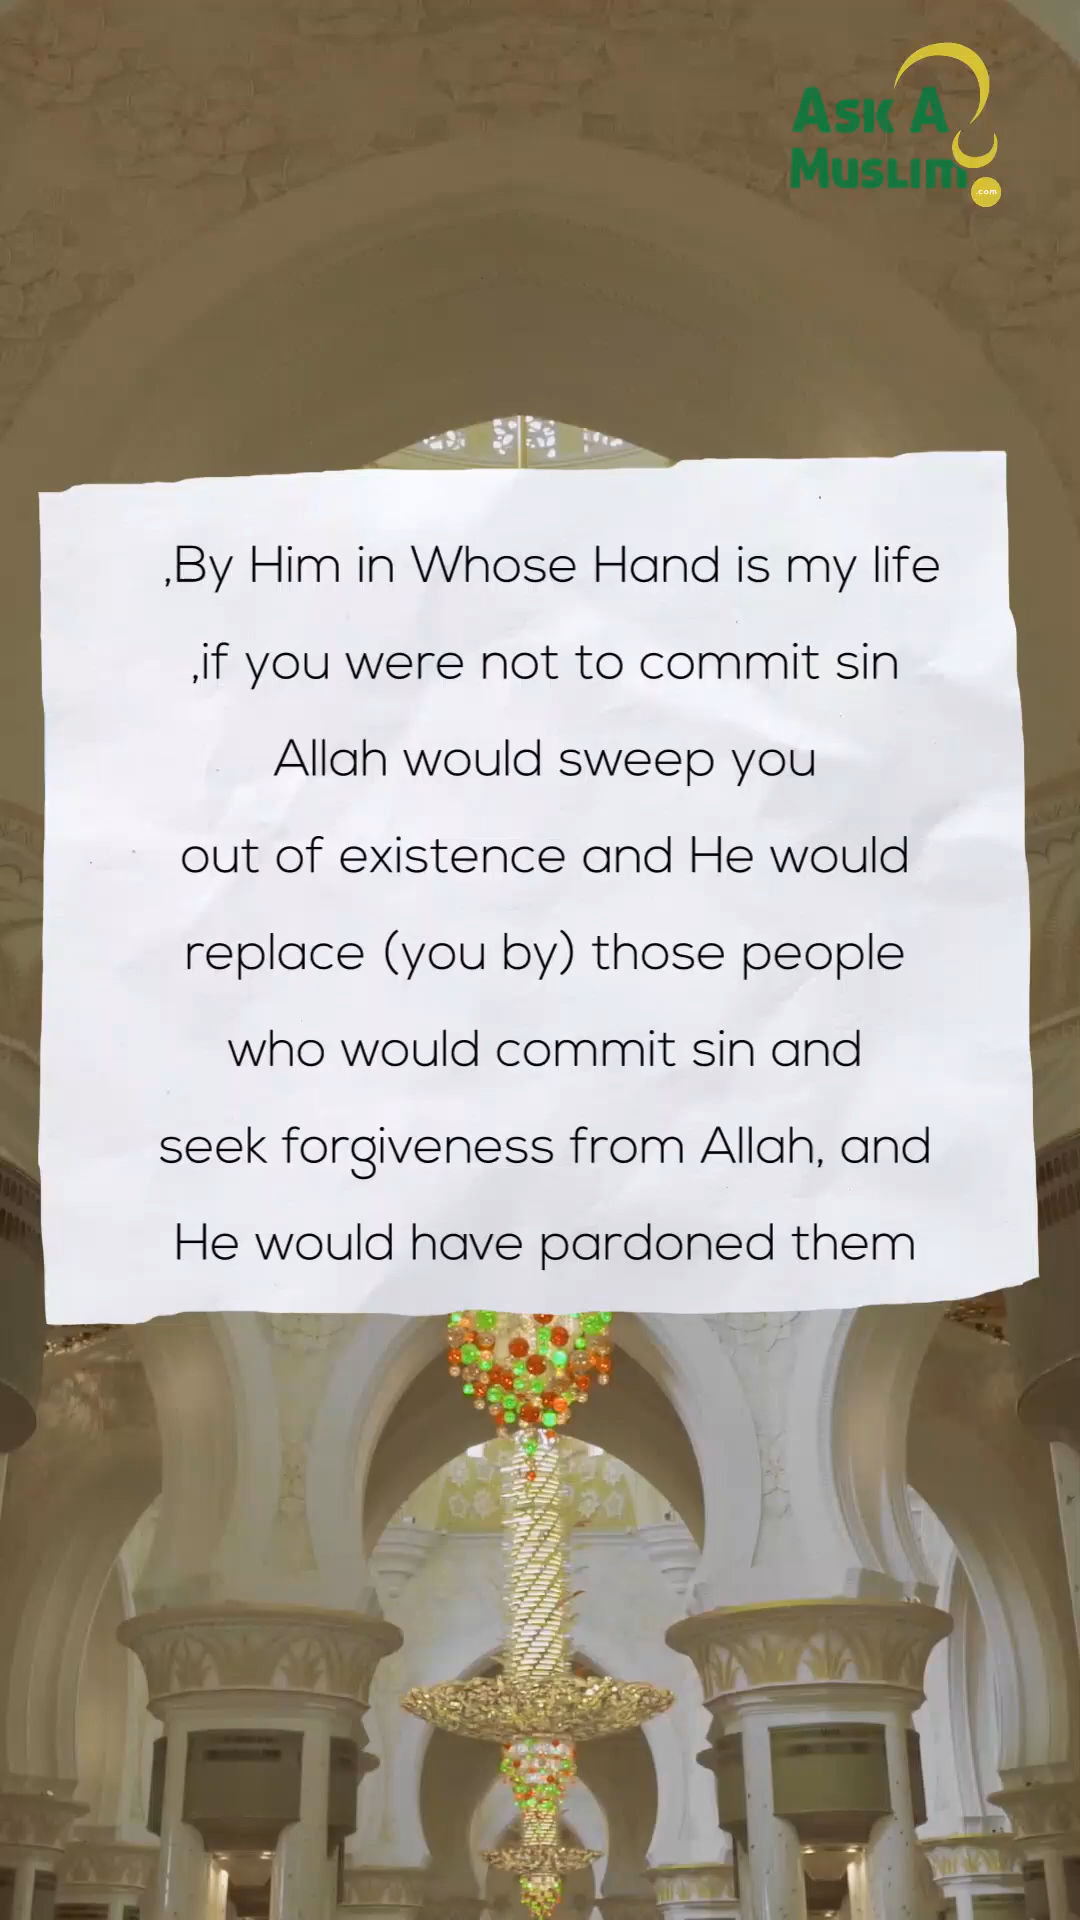 Ask A
Muslim
.com
,By Him in Whose Hand is my life
,if you were not to commit sin
Allah would sweep you
out of existence and He would
replace (you by) those people
who would commit sin and
seek forgiveness from Allah, and
He would have pardoned them